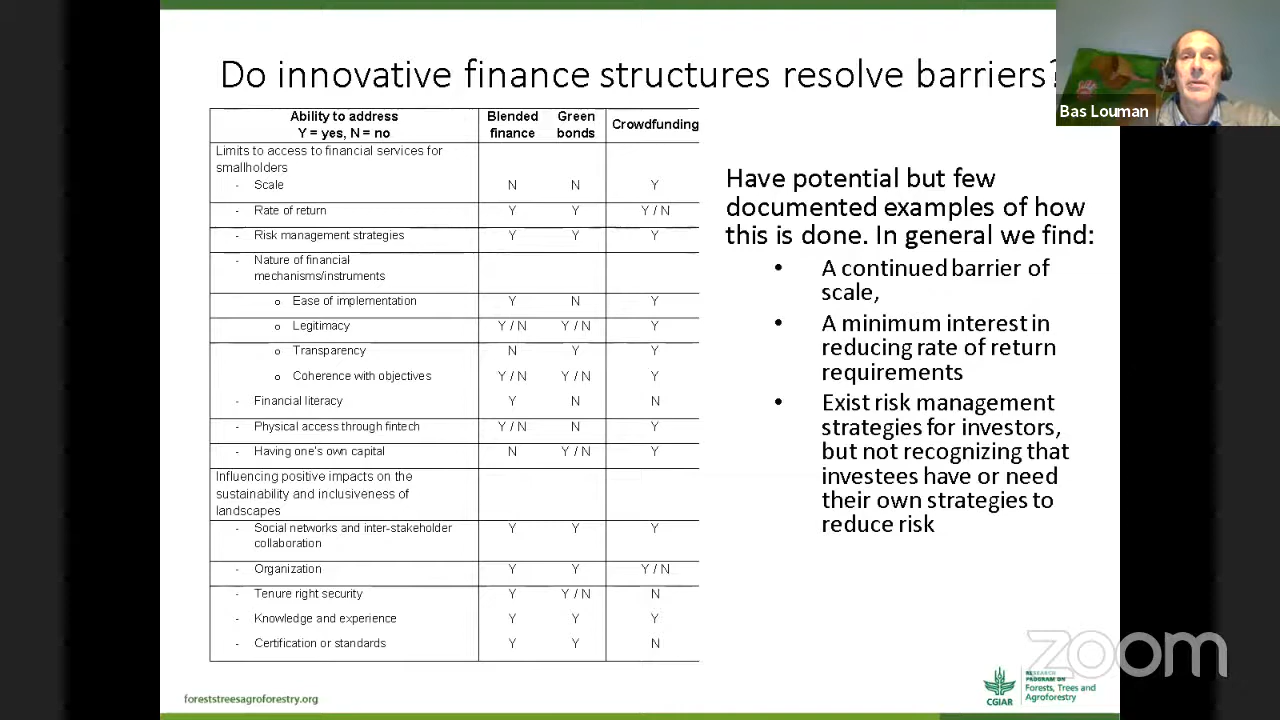 Do innovative finance structures resolve barriers?
Bas Louman
Ability to address Blended Green Crowdfunding
Y = yes, N = no finance bonds
Limits to access to financial services for
smallholders
- Scale N N Y
- Rate of return Y Y Y / N
- Risk management strategies Y Y Y
- Nature of financial
mechanisms/instruments
o Ease of implementation Y N Y
o Legitimacy Y / N Y / N Y
o Transparency N Y Y
o Coherence with objectives Y / N Y / N Y
- Financial literacy Y N N
- Physical access through fintech Y / N N Y
- Having one's own capital N Y / N Y
Influencing positive impacts on the
sustainability and inclusiveness of
landscapes
- Social networks and inter-stakeholder Y Y Y
collaboration
- Organization Y Y Y / N
- Tenure right security Y Y / N N
- Knowledge and experience Y Y Y
- Certification or standards Y Y N
Have potential but few
documented examples of how
this is done. In general we find:
• A continued barrier of
scale,
• A minimum interest in
reducing rate of return
requirements
• Exist risk management
strategies for investors,
but not recognizing that
investees have or need
their own strategies to
reduce risk
zoom
foreststreesagroforestry.org
CGIAR
RESEARCH
PROGRAM ON
Forests, Trees and
Agroforestry